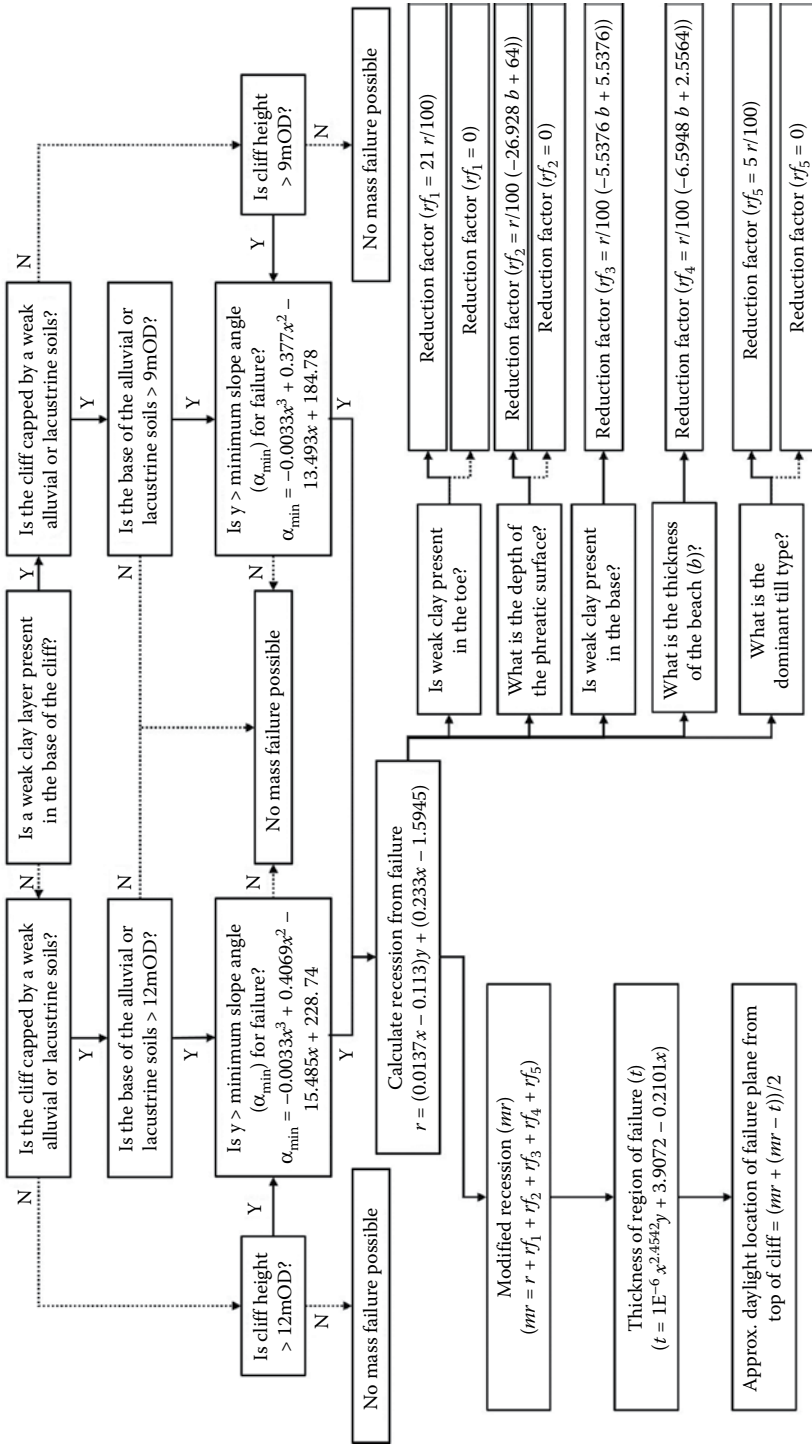 Is a weak clay layer present
in the base of the cliff?
N
Y
Is the cliff capped by a weak
alluvial or lacustrine soils?
N
Y
Is the base of the alluvial or
lacustrine soils > 12mOD?
N
Y
Is cliff height
> 12mOD?
Y
N
No mass failure possible
Is y > minimum slope angle
(α_min) for failure?
α_min = −0.0033x³ + 0.4069x² −
15.485x + 228. 74
N
Y
No mass failure possible
Is the cliff capped by a weak
alluvial or lacustrine soils?
N
Y
Is the base of the alluvial or
lacustrine soils > 9mOD?
N
Y
Is cliff height
> 9mOD?
Y
N
No mass failure possible
Is y > minimum slope angle
(α_min) for failure?
α_min = −0.0033x³ + 0.377x² −
13.493x + 184.78
N
Y
Calculate recession from failure
r = (0.0137x − 0.113)y + (0.233x − 1.5945)
Modified recession (mr)
(mr = r + rf₁ + rf₂ + rf₃ + rf₄ + rf₅)
Thickness of region of failure (t)
(t = 1E⁻⁶ x^2.4542 y + 3.9072 − 0.2101x)
Approx. daylight location of failure plane from
top of cliff = (mr + (mr − t))/2
Is weak clay present
in the toe?
Reduction factor (rf₁ = 21 r/100)
Reduction factor (rf₁ = 0)
What is the depth of
the phreatic surface?
Reduction factor (rf₂ = r/100 (−26.928 b + 64)
Reduction factor (rf₂ = 0)
Is weak clay present
in the base?
Reduction factor (rf₃ = r/100 (−5.5376 b + 5.5376))
What is the thickness
of the beach (b)?
Reduction factor (rf₄ = r/100 (−6.5948 b + 2.5564)
What is the
dominant till type?
Reduction factor (rf₅ = 5 r/100)
Reduction factor (rf₅ = 0)